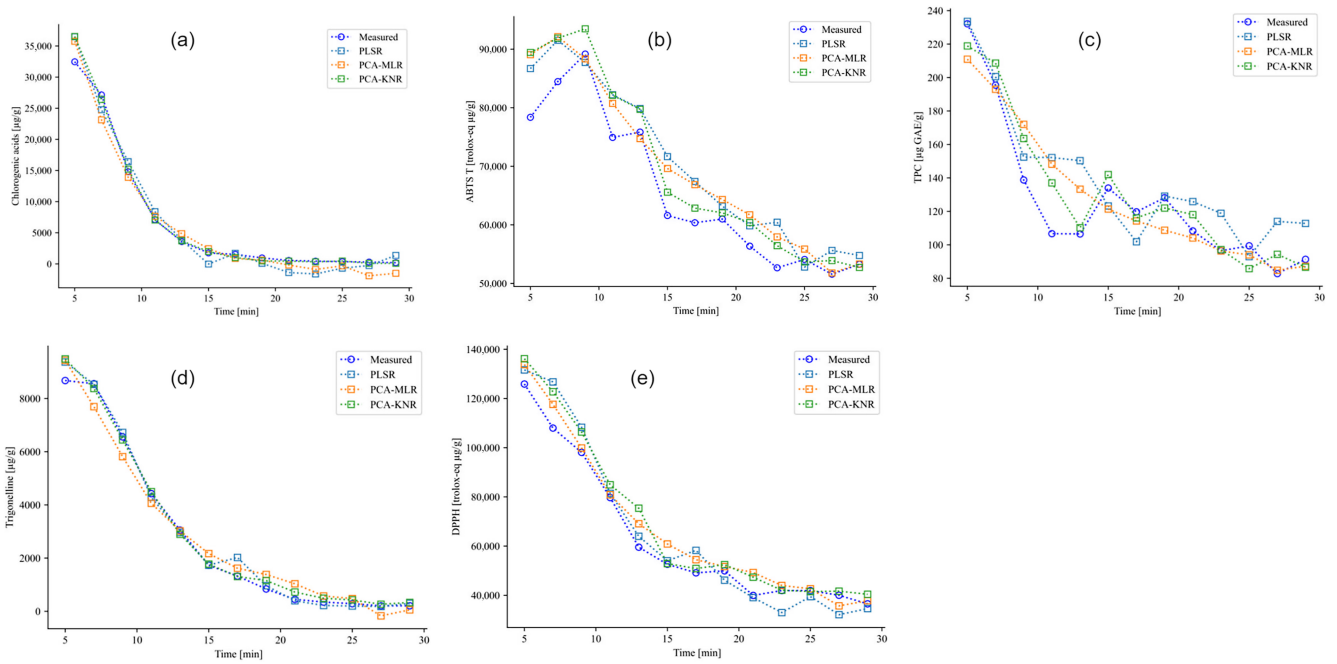 (a)
Measured
PLSR
PCA-MLR
PCA-KNR
35,000
30,000
25,000
20,000
15,000
10,000
5000
0
Chlorogenic acids [µg/g]
5 10 15 20 25 30
Time [min]
(b)
Measured
PLSR
PCA-MLR
PCA-KNR
90,000
80,000
70,000
60,000
50,000
ABTS T [trolox-eq µg/g]
5 10 15 20 25 30
Time [min]
(c)
Measured
PLSR
PCA-MLR
PCA-KNR
240
220
200
180
160
140
120
100
80
TPC [µg GAE/g]
5 10 15 20 25 30
Time [min]
(d)
Measured
PLSR
PCA-MLR
PCA-KNR
8000
6000
4000
2000
0
Trigonelline [µg/g]
5 10 15 20 25 30
Time [min]
(e)
Measured
PLSR
PCA-MLR
PCA-KNR
140,000
120,000
100,000
80,000
60,000
40,000
DPPH [trolox-eq µg/g]
5 10 15 20 25 30
Time [min]